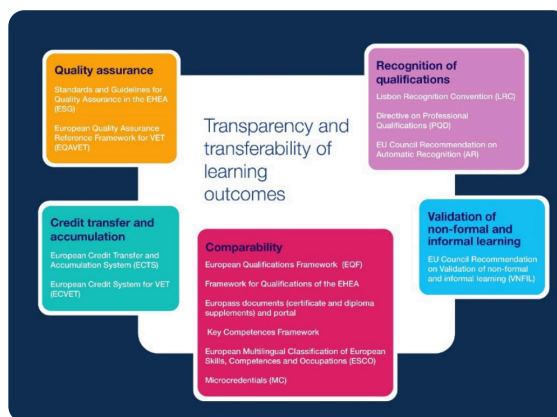 Quality assurance
Standards and Guidelines for
Quality Assurance in the EHEA
(ESG)
European Quality Assurance
Reference Framework for VET
(EQAVET)
Recognition of
qualifications
Lisbon Recognition Convention (LRC)
Directive on Professional
Qualifications (PQD)
EU Council Recommendation on
Automatic Recognition (AR)
Transparency and
transferability of
learning
outcomes
Credit transfer and
accumulation
European Credit Transfer and
Accumulation System (ECTS)
European Credit System for VET
(ECVET)
Comparability
European Qualifications Framework (EQF)
Framework for Qualifications of the EHEA
Europass documents (certificate and diploma
supplements) and portal
Key Competences Framework
European Multilingual Classification of European
Skills, Competences and Occupations (ESCO)
Microcredentials (MC)
Validation of
non-formal and
informal learning
EU Council Recommendation
on Validation of non-formal
and informal learning (VNFIL)